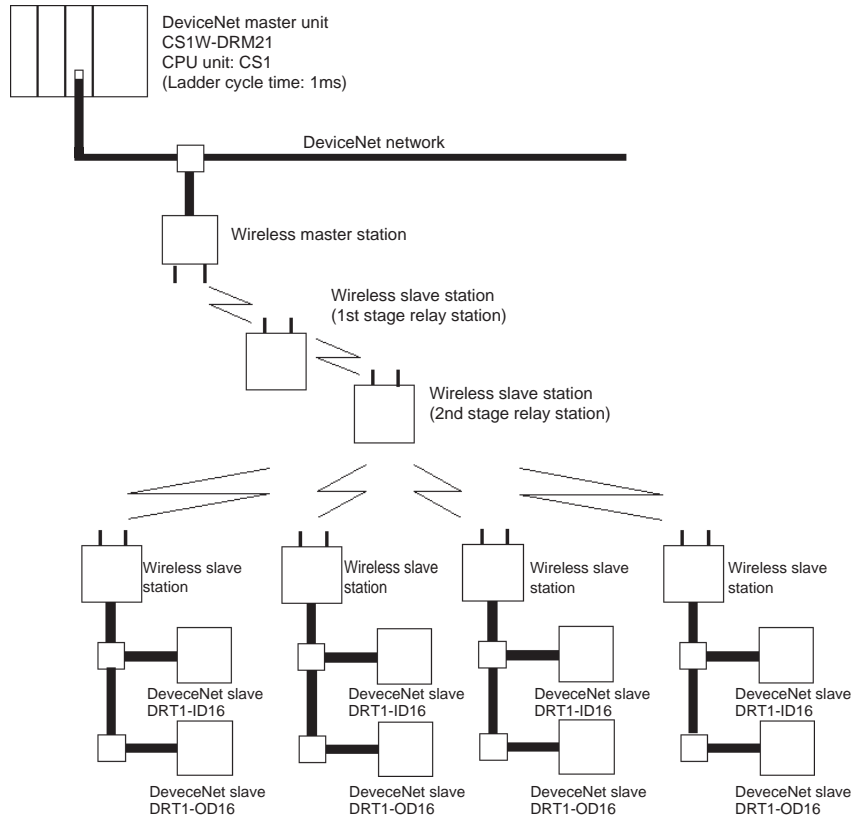 DeviceNet master unit
CS1W-DRM21
CPU unit: CS1
(Ladder cycle time: 1ms)
DeviceNet network
Wireless master station
Wireless slave station
(1st stage relay station)
Wireless slave station
(2nd stage relay station)
Wireless slave
station
Wireless slave
station
Wireless slave
station
Wireless slave
station
DeveceNet slave
DRT1-ID16
DeveceNet slave
DRT1-ID16
DeveceNet slave
DRT1-ID16
DeveceNet slave
DRT1-ID16
DeveceNet slave
DRT1-OD16
DeveceNet slave
DRT1-OD16
DeveceNet slave
DRT1-OD16
DeveceNet slave
DRT1-OD16